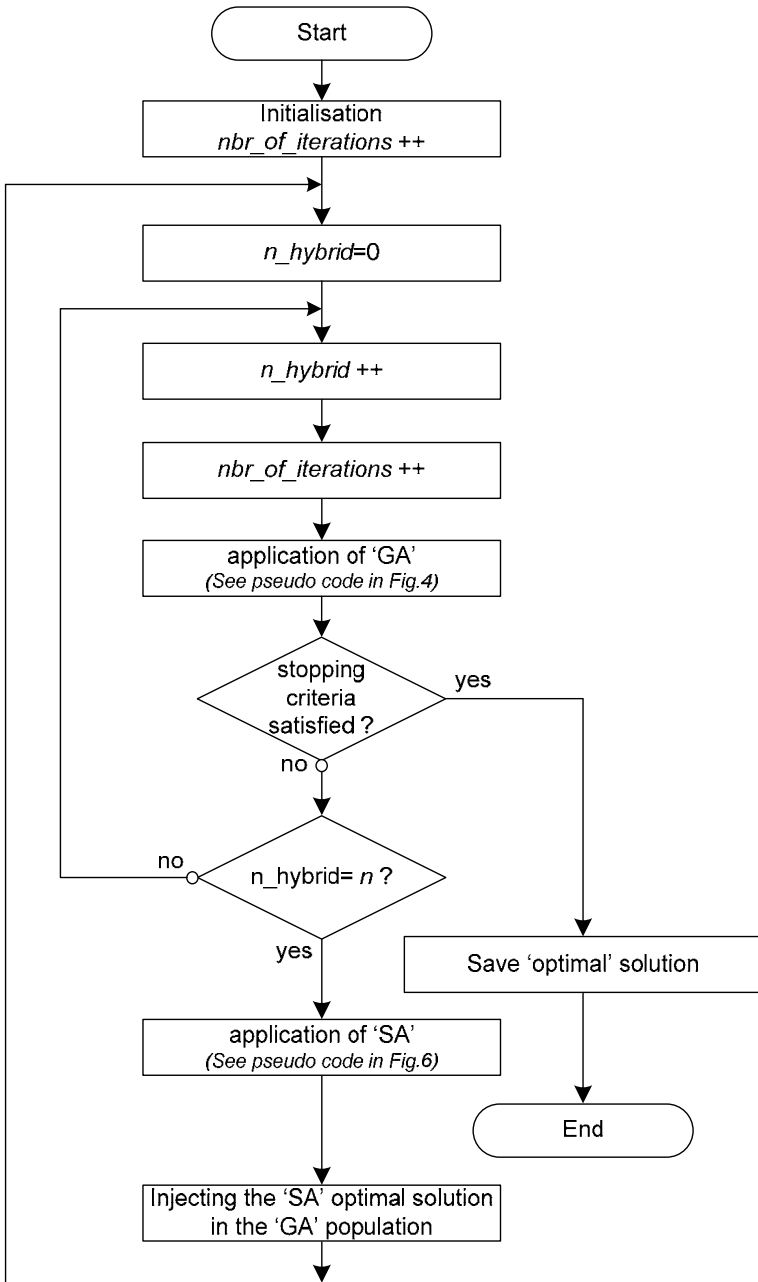 Start
Initialisation
nbr_of_iterations ++
n_hybrid=0
n_hybrid ++
nbr_of_iterations ++
application of ‘GA’
(See pseudo code in Fig.4)
stopping
criteria
satisfied ?
yes
no
n_hybrid= n ?
no
yes
Save ‘optimal’ solution
application of ‘SA’
(See pseudo code in Fig.6)
End
Injecting the ‘SA’ optimal solution
in the ‘GA’ population